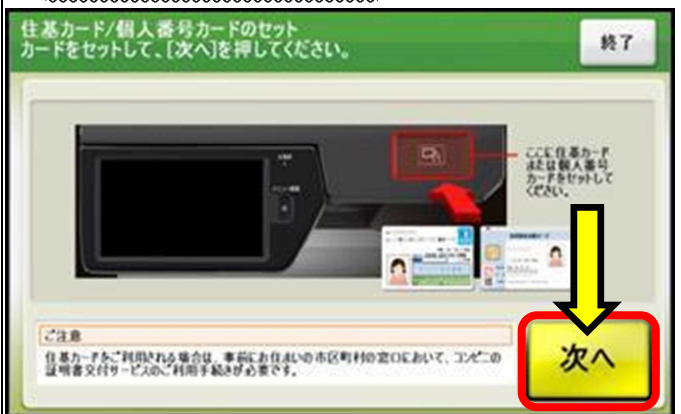 住基カード/個人番号カードのセット
カードをセットして、[次へ]を押してください。
終了
ここに住基カード
または個人番号
カードをセットして
ください。
ご注意
住基カードをご利用される場合は、事前にお住まいの市区町村の窓口において、コンビニの
証明書交付サービスのご利用手続きが必要です。
次へ